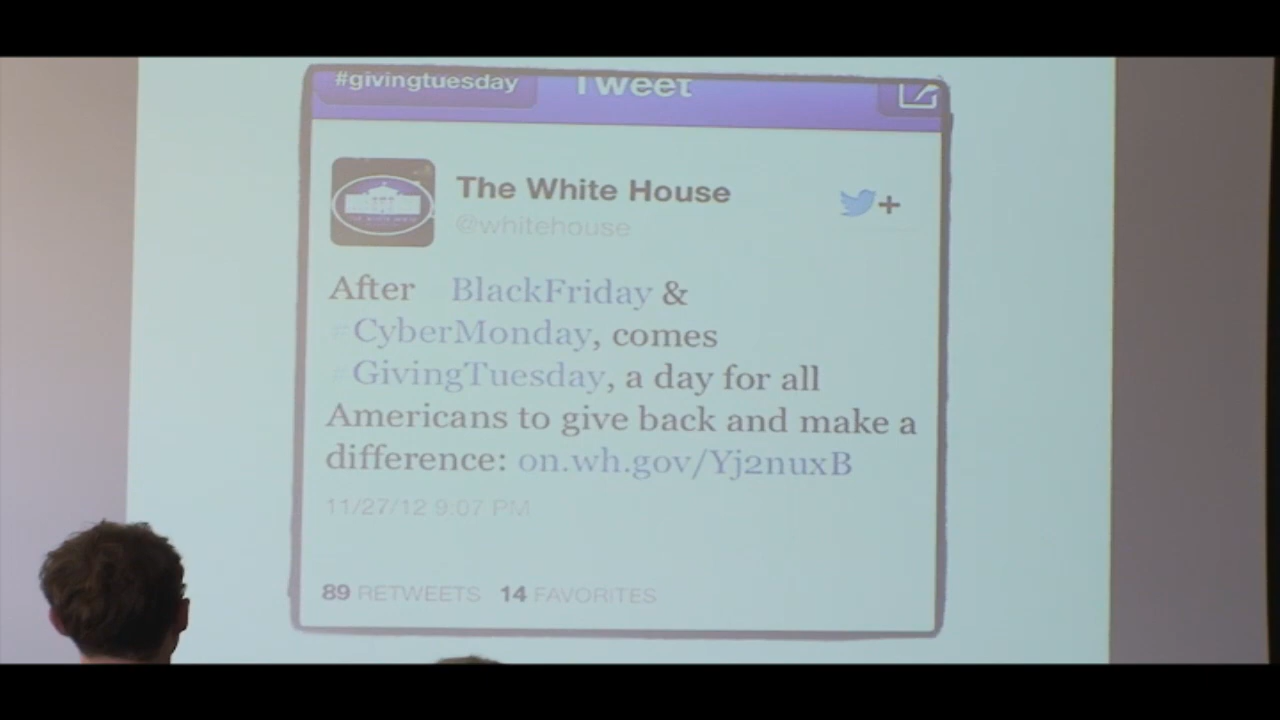 #givingtuesday Tweet
The White House
@whitehouse
After #BlackFriday &
#CyberMonday, comes
#GivingTuesday, a day for all
Americans to give back and make a
difference: on.wh.gov/Yj2nuxB
11/27/12 9:07 PM
89 RETWEETS 14 FAVORITES